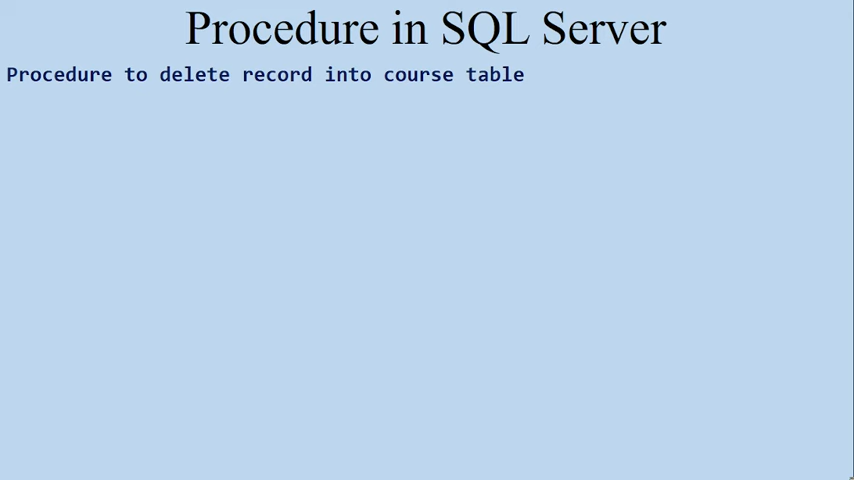 Procedure in SQL Server
Procedure to delete record into course table